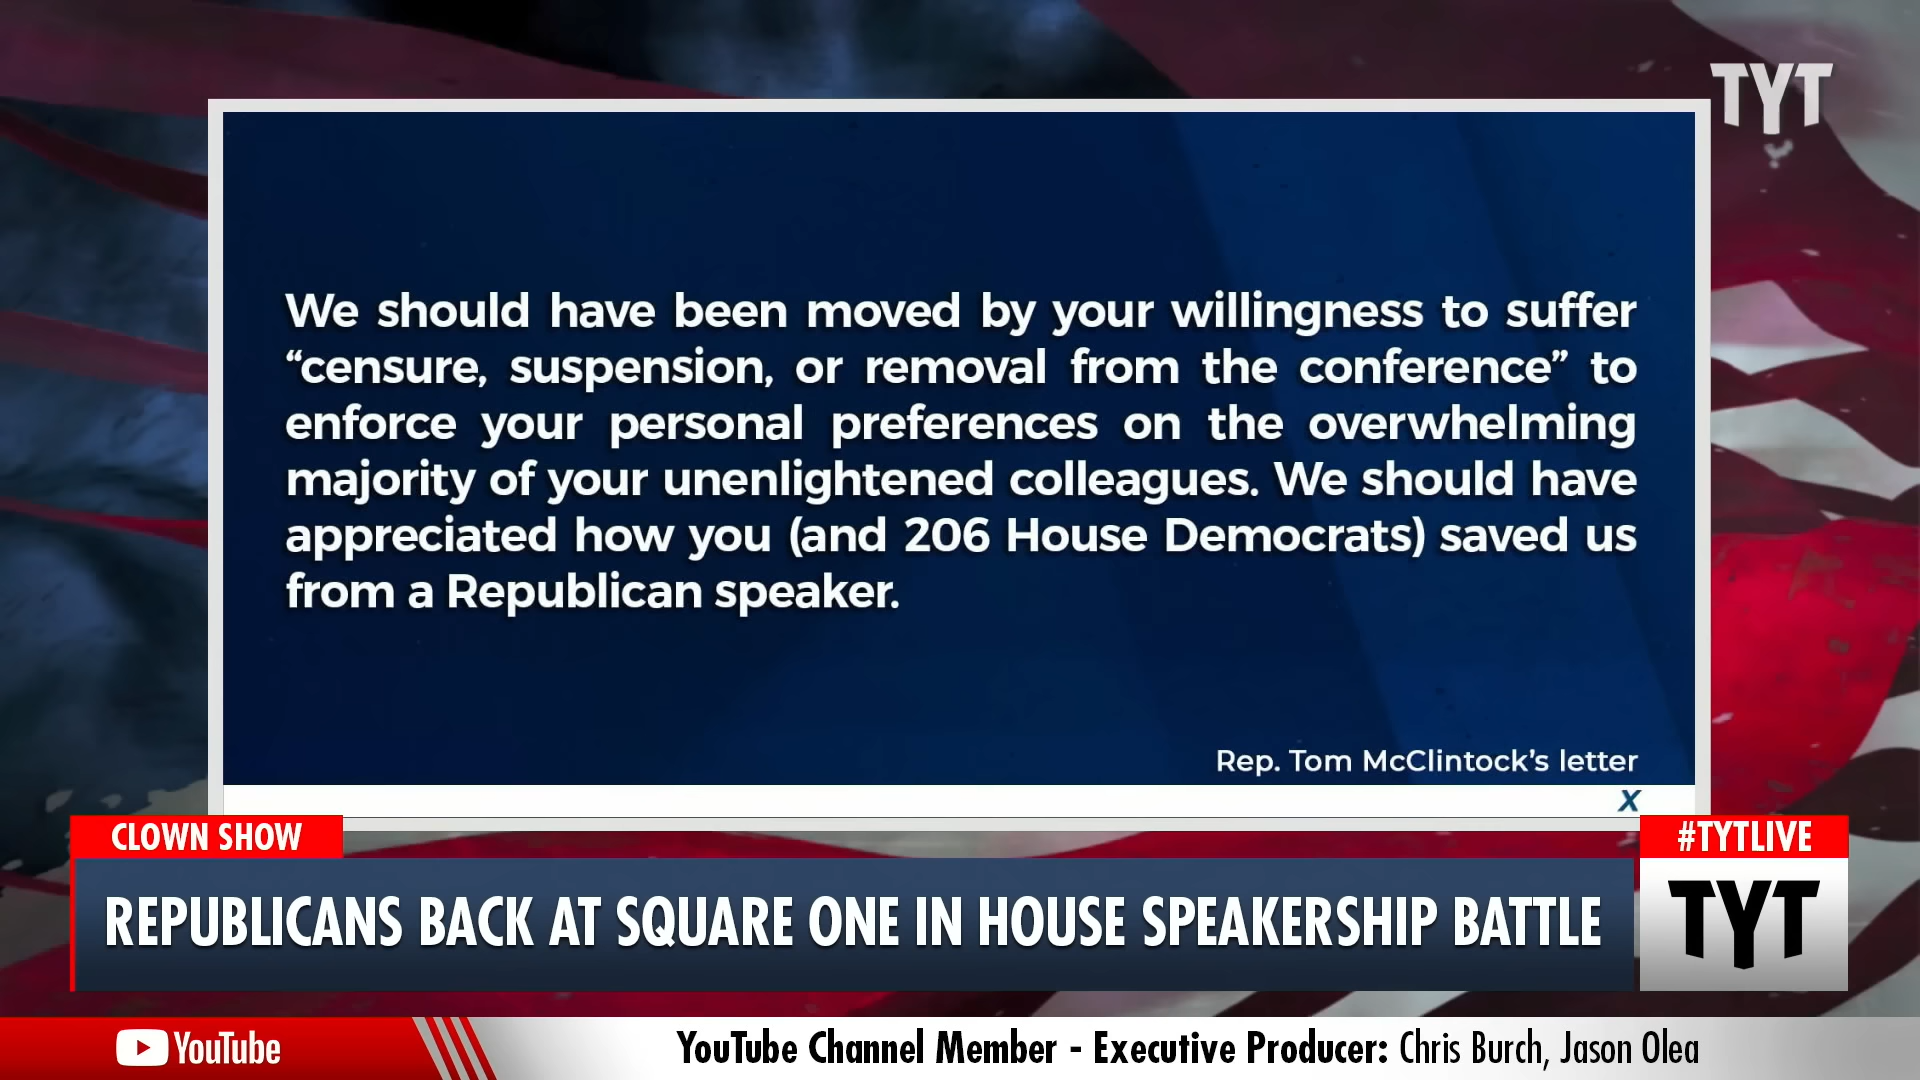 TYT
We should have been moved by your willingness to suffer
“censure, suspension, or removal from the conference” to
enforce your personal preferences on the overwhelming
majority of your unenlightened colleagues. We should have
appreciated how you (and 206 House Democrats) saved us
from a Republican speaker.
Rep. Tom McClintock’s letter
X
CLOWN SHOW
#TYTLIVE
REPUBLICANS BACK AT SQUARE ONE IN HOUSE SPEAKERSHIP BATTLE
TYT
YouTube
YouTube Channel Member - Executive Producer: Chris Burch, Jason Olea